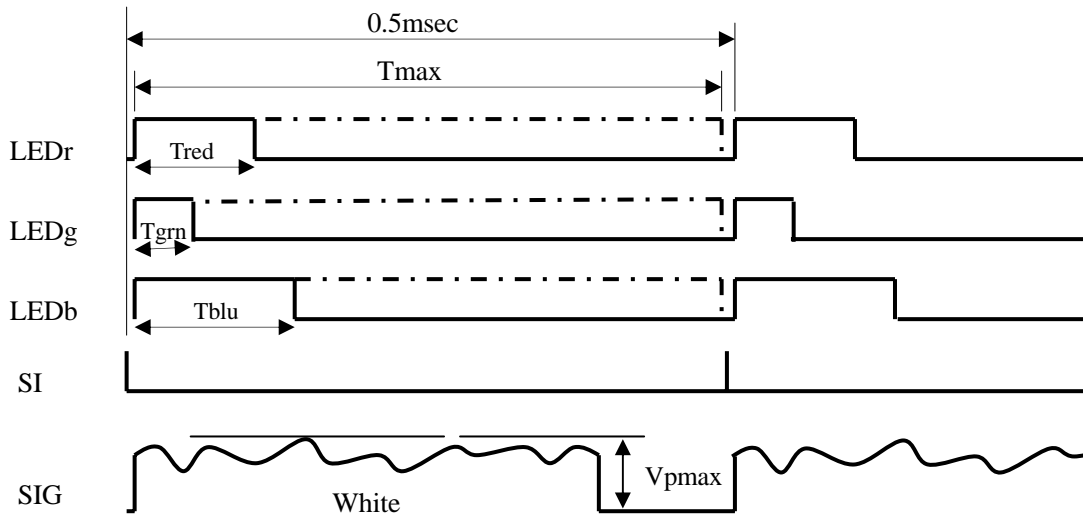 0.5msec
Tmax
LEDr
Tred
LEDg
Tgrn
LEDb
Tblu
SI
SIG
White
Vpmax